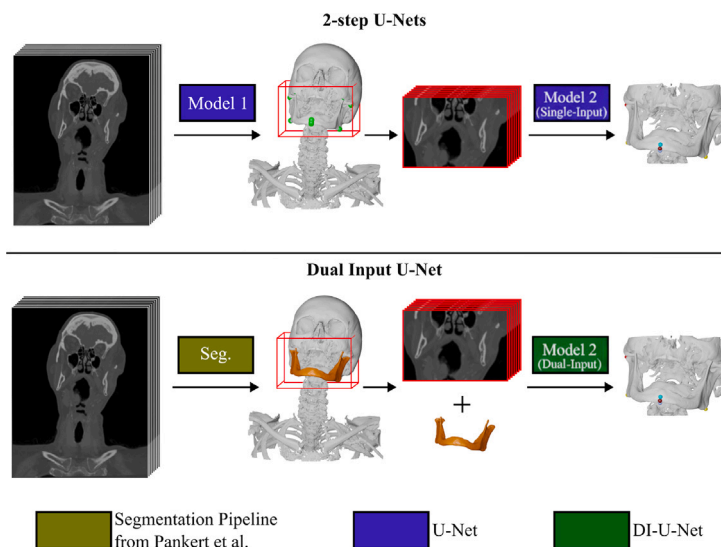 2-step U-Nets
Model 1
Model 2
(Single-Input)
Dual Input U-Net
Seg.
Model 2
(Dual-Input)
+
Segmentation Pipeline
from Pankert et al.
U-Net
DI-U-Net